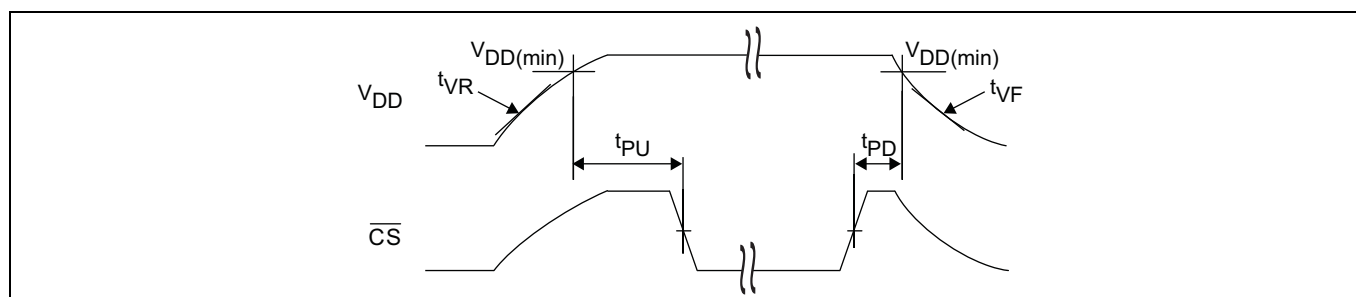 VDD(min) VDD(min)
tVR tVF
VDD
tPU tPD
CS